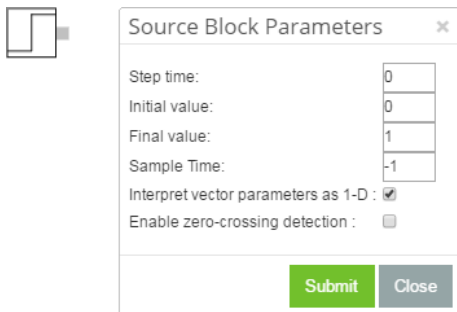 Source Block Parameters ×
Step time: 0
Initial value: 0
Final value: 1
Sample Time: -1
Interpret vector parameters as 1-D :
Enable zero-crossing detection :
Submit Close